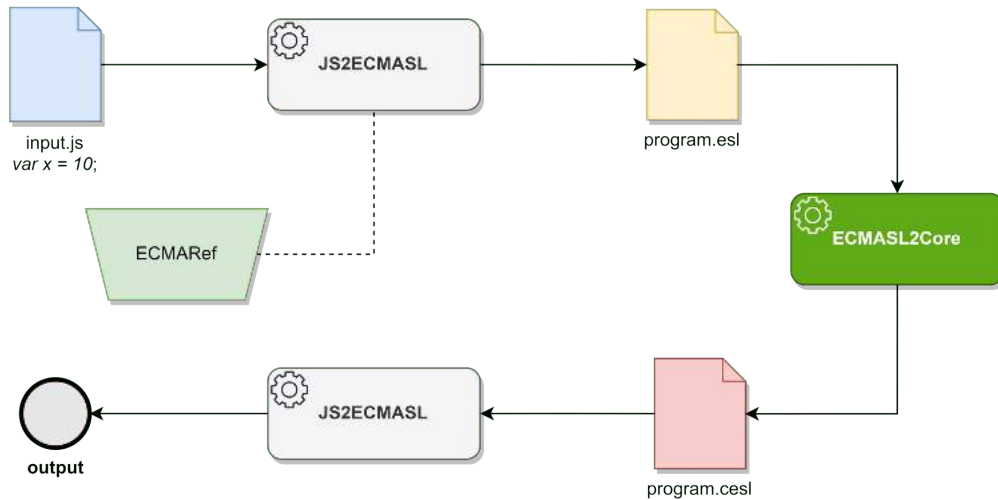 JS2ECMASL
input.js
var x = 10;
program.esl
ECMARef
ECMASL2Core
JS2ECMASL
output
program.cesl